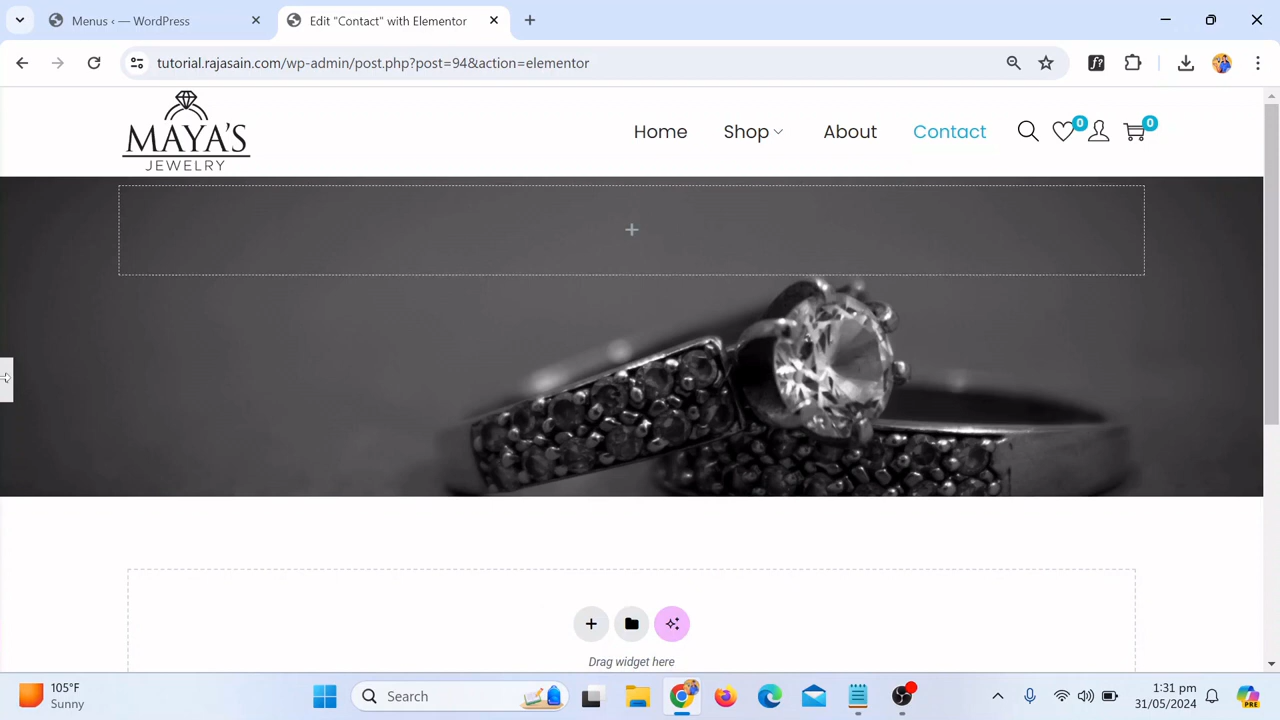 Menus ‹ — WordPress
Edit "Contact" with Elementor
tutorial.rajasain.com/wp-admin/post.php?post=94&action=elementor
f?
MAYA'S
JEWELRY
Home
Shop
About
Contact
0
0
Drag widget here
105°F
Sunny
Search
1:31 pm
31/05/2024
PRE